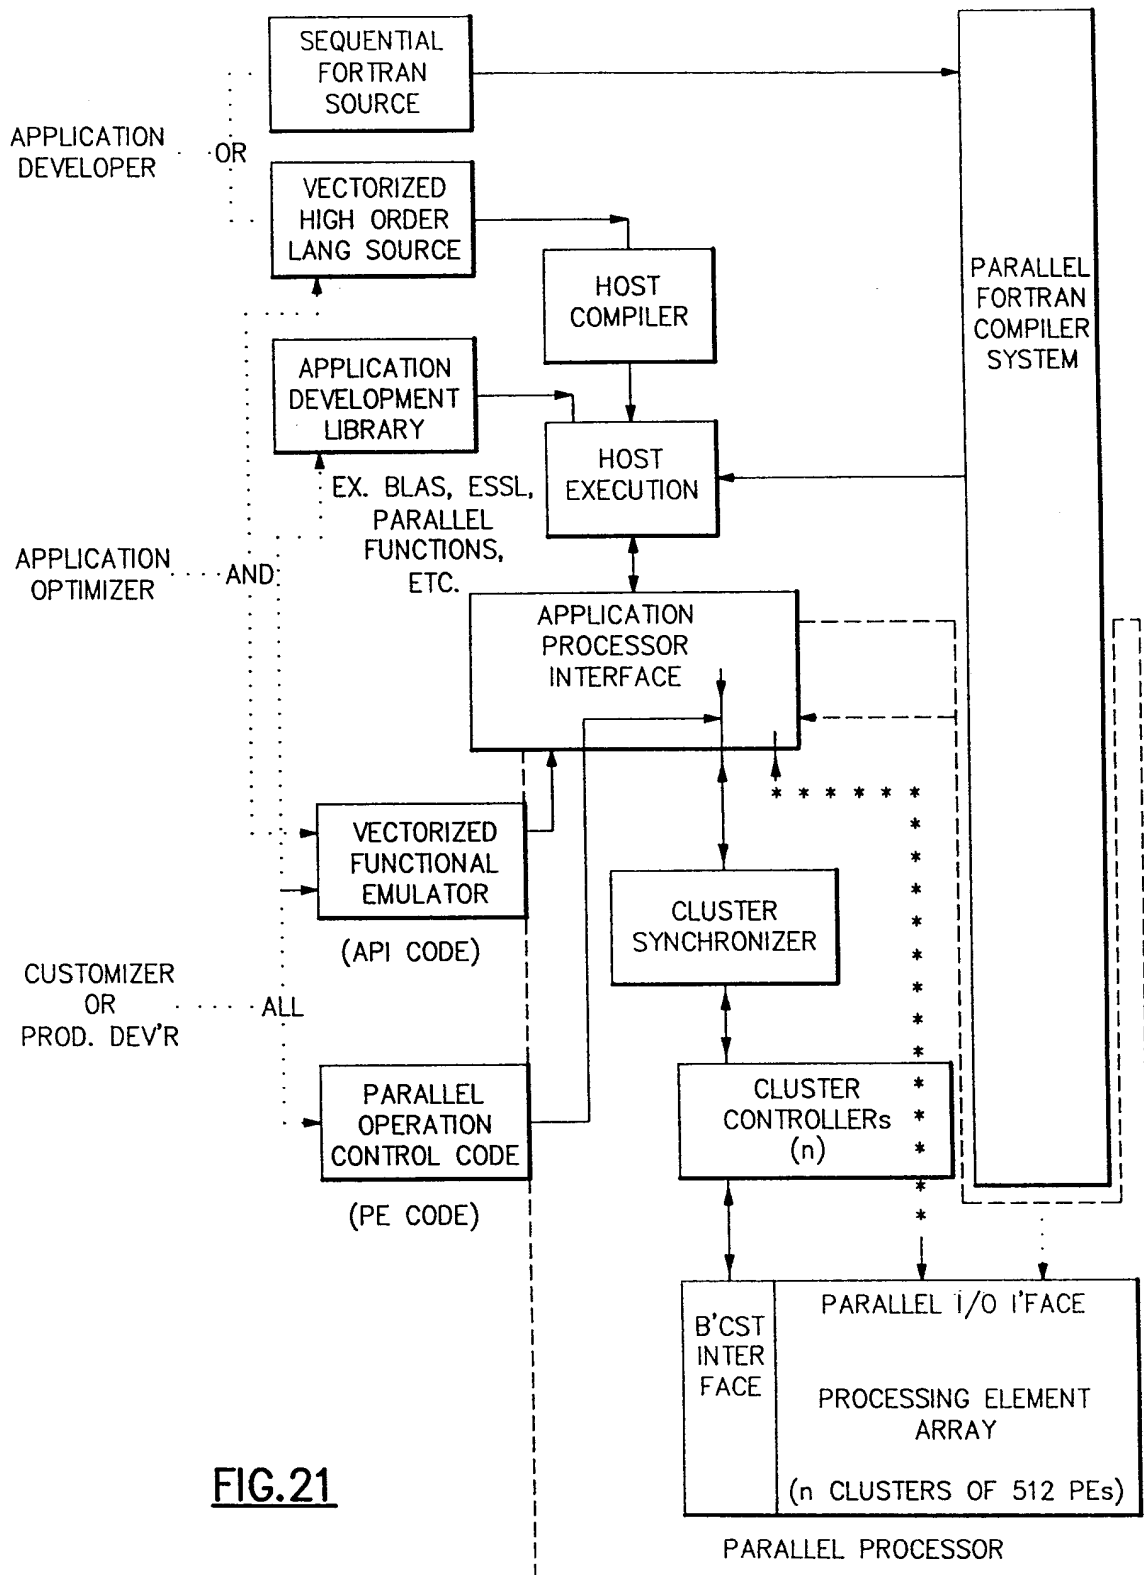 SEQUENTIAL
FORTRAN
SOURCE
APPLICATION
DEVELOPER
OR
VECTORIZED
HIGH ORDER
LANG SOURCE
HOST
COMPILER
PARALLEL
FORTRAN
COMPILER
SYSTEM
APPLICATION
DEVELOPMENT
LIBRARY
HOST
EXECUTION
EX. BLAS, ESSL,
PARALLEL
FUNCTIONS,
ETC.
APPLICATION
OPTIMIZER
AND
APPLICATION
PROCESSOR
INTERFACE
* * * * * *
*
*
*
*
*
*
*
*
*
*
*
*
*
*
VECTORIZED
FUNCTIONAL
EMULATOR
(API CODE)
CLUSTER
SYNCHRONIZER
CUSTOMIZER
OR
PROD. DEV'R
ALL
PARALLEL
OPERATION
CONTROL CODE
(PE CODE)
CLUSTER
CONTROLLERs
(n)
B'CST
INTER
FACE
PARALLEL I/O I'FACE
PROCESSING ELEMENT
ARRAY
(n CLUSTERS OF 512 PEs)
PARALLEL PROCESSOR
FIG.21